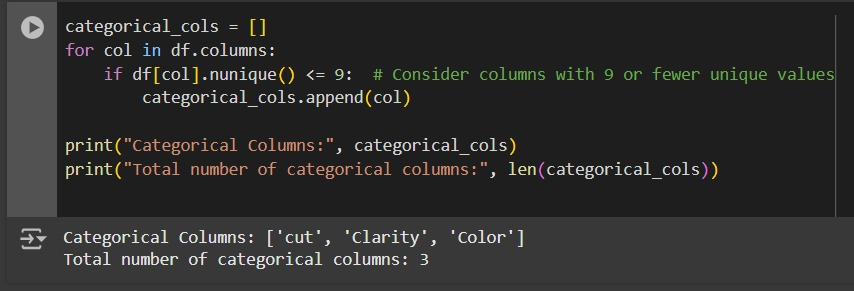 categorical_cols = []
for col in df.columns:
    if df[col].nunique() <= 9:  # Consider columns with 9 or fewer unique values
        categorical_cols.append(col)

print("Categorical Columns:", categorical_cols)
print("Total number of categorical columns:", len(categorical_cols))

Categorical Columns: ['cut', 'Clarity', 'Color']
Total number of categorical columns: 3